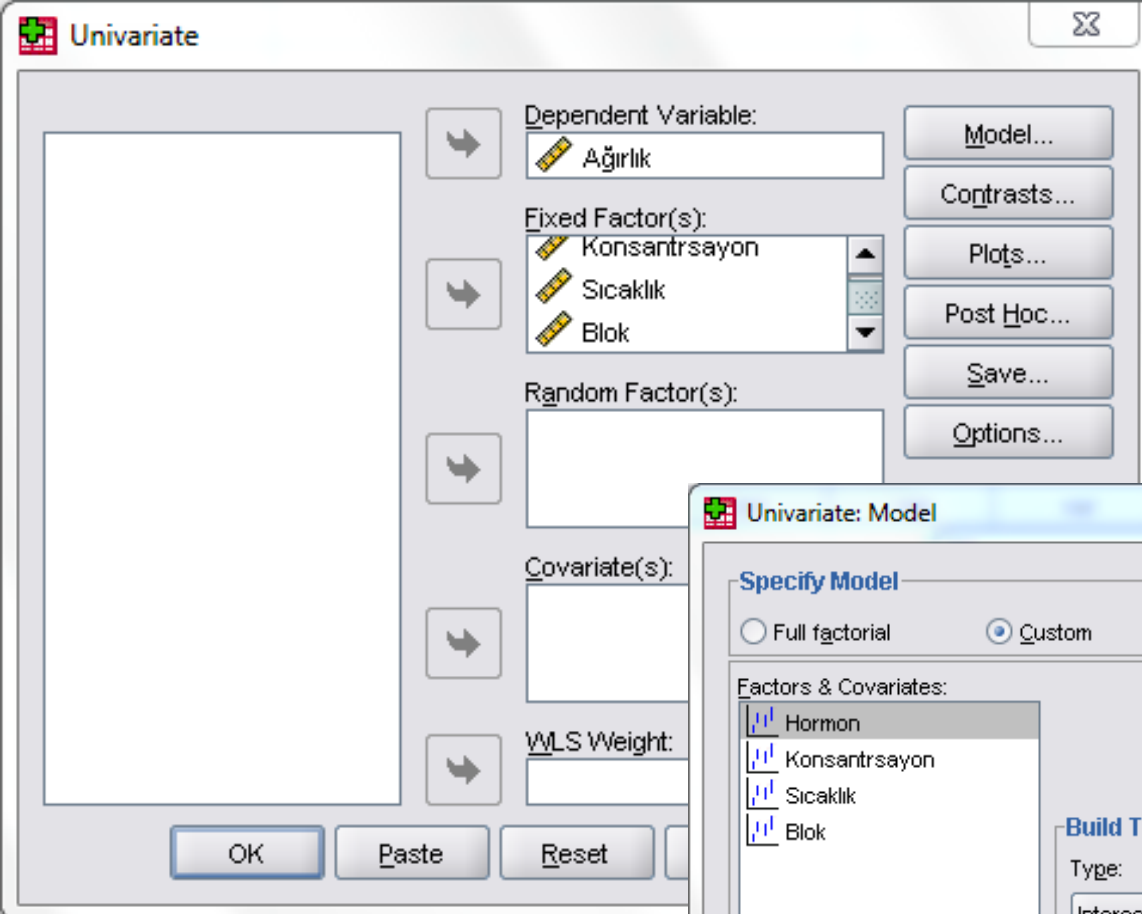 Univariate
Dependent Variable:
Ağırlık
Fixed Factor(s):
Konsantrsayon
Sıcaklık
Blok
Random Factor(s):
Covariate(s):
WLS Weight:
Model...
Contrasts...
Plots...
Post Hoc...
Save...
Options...
OK
Paste
Reset
Univariate: Model
Specify Model
Full factorial
Custom
Factors & Covariates:
Hormon
Konsantrsayon
Sıcaklık
Blok
Build T
Type: